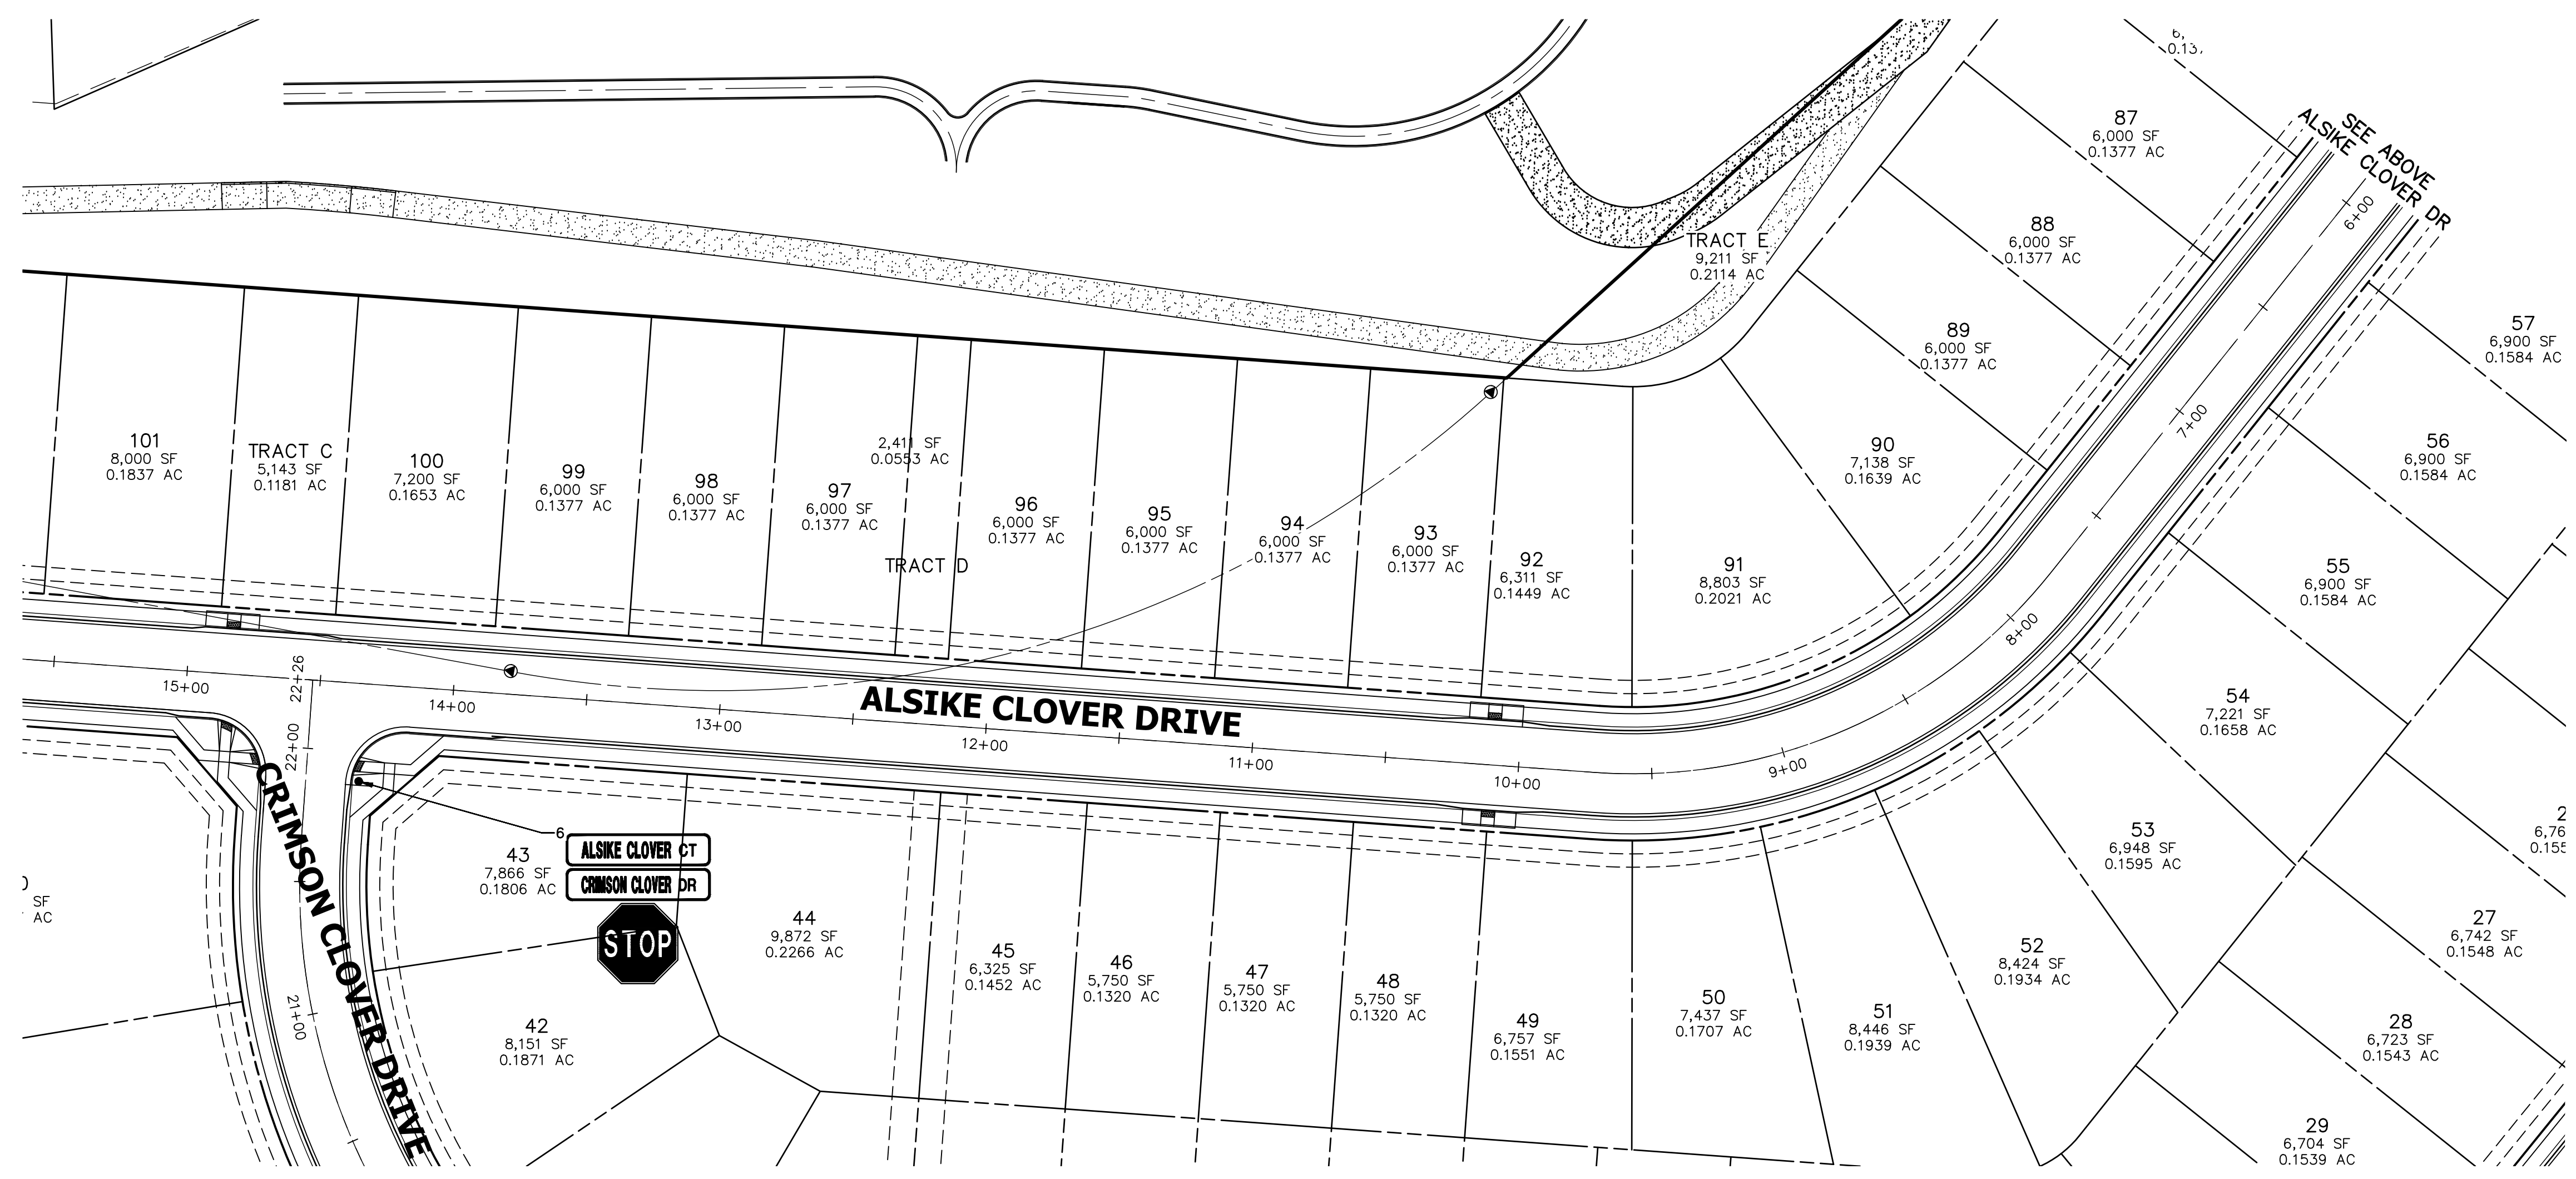 87
6,000 SF
0.1377 AC
SEE ABOVE
ALSIKE CLOVER DR
6+00
88
6,000 SF
0.1377 AC
TRACT E
9,211 SF
0.2114 AC
89
6,000 SF
0.1377 AC
57
6,900 SF
0.1584 AC
7+00
101
8,000 SF
0.1837 AC
TRACT C
5,143 SF
0.1181 AC
100
7,200 SF
0.1653 AC
99
6,000 SF
0.1377 AC
98
6,000 SF
0.1377 AC
97
6,000 SF
0.1377 AC
2,411 SF
0.0553 AC
TRACT D
96
6,000 SF
0.1377 AC
95
6,000 SF
0.1377 AC
94
6,000 SF
0.1377 AC
93
6,000 SF
0.1377 AC
92
6,311 SF
0.1449 AC
91
8,803 SF
0.2021 AC
90
7,138 SF
0.1639 AC
56
6,900 SF
0.1584 AC
55
6,900 SF
0.1584 AC
8+00
15+00
22+26
14+00
13+00
ALSIKE CLOVER DRIVE
12+00
11+00
10+00
9+00
54
7,221 SF
0.1658 AC
22+00
CRIMSON CLOVER DRIVE
21+00
6
ALSIKE CLOVER CT
CRIMSON CLOVER DR
STOP
43
7,866 SF
0.1806 AC
44
9,872 SF
0.2266 AC
42
8,151 SF
0.1871 AC
45
6,325 SF
0.1452 AC
46
5,750 SF
0.1320 AC
47
5,750 SF
0.1320 AC
48
5,750 SF
0.1320 AC
49
6,757 SF
0.1551 AC
50
7,437 SF
0.1707 AC
51
8,446 SF
0.1939 AC
52
8,424 SF
0.1934 AC
53
6,948 SF
0.1595 AC
27
6,742 SF
0.1548 AC
28
6,723 SF
0.1543 AC
29
6,704 SF
0.1539 AC
SF
AC